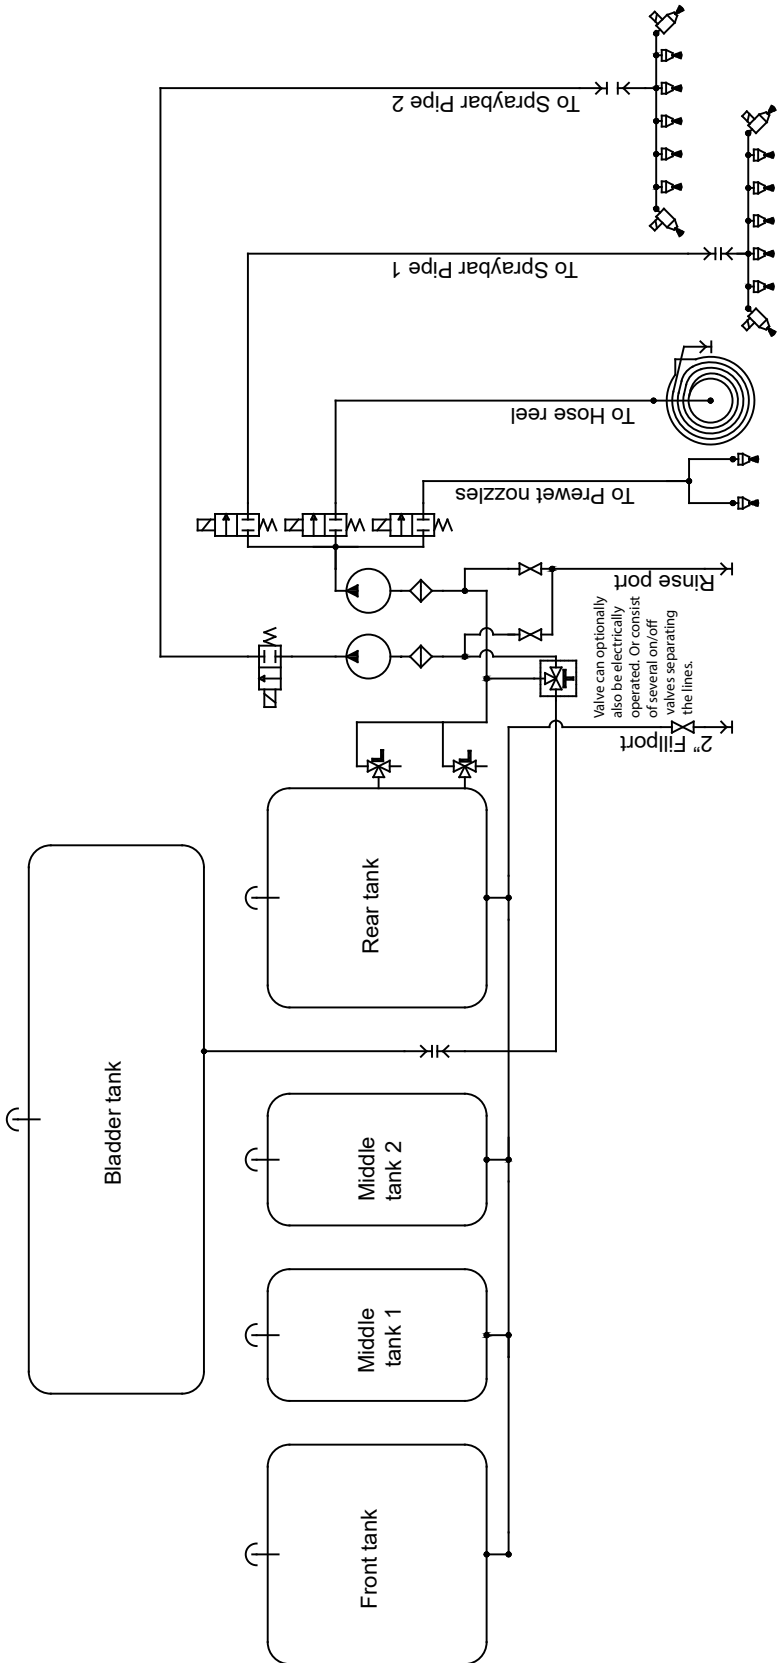 To Spraybar Pipe 2
To Spraybar Pipe 1
To Hose reel
To Prewet nozzles
Rinse port
Valve can optionally
also be electrically
operated. Or consist
of several on/off
valves separating
the lines.
2” Fillport
Rear tank
Bladder tank
Middle
tank 2
Middle
tank 1
Front tank